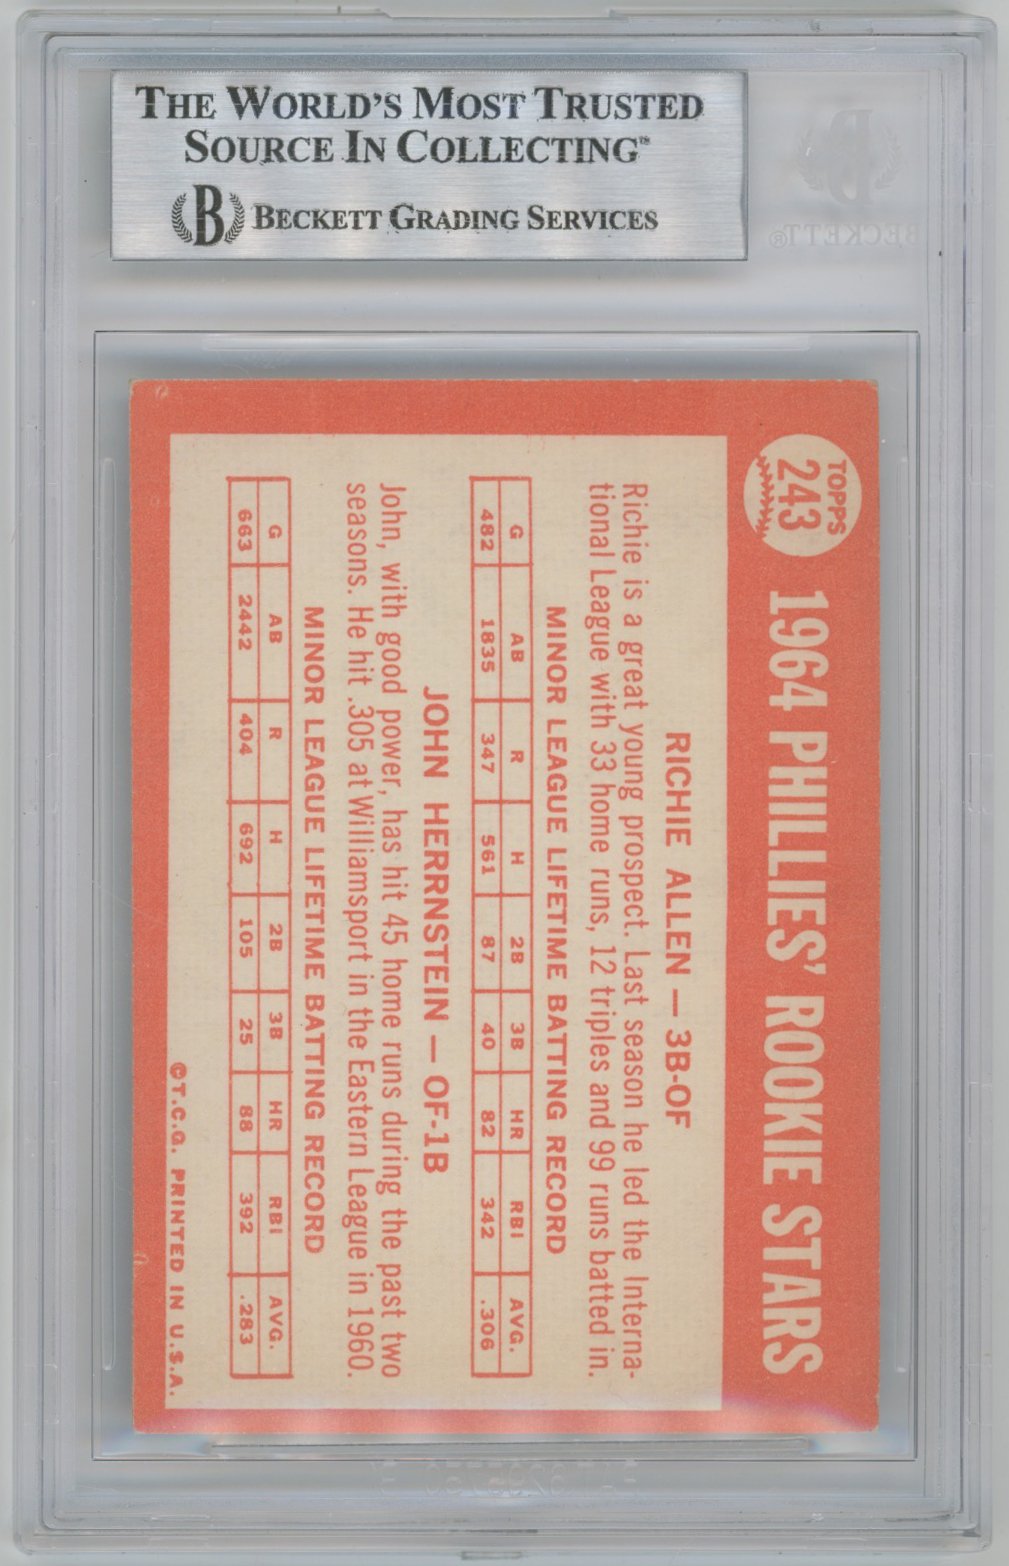 THE WORLD'S MOST TRUSTED
SOURCE IN COLLECTING™
B BECKETT GRADING SERVICES
BECKETT®
TOPPS
243
1964 PHILLIES' ROOKIE STARS
RICHIE ALLEN — 3B-OF
Richie is a great young prospect. Last season he led the Interna-
tional League with 33 home runs, 12 triples and 99 runs batted in.
MINOR LEAGUE LIFETIME BATTING RECORD
G AB R H 2B 3B HR RBI AVG.
482 1835 347 561 87 40 82 342 .306
JOHN HERRNSTEIN — OF-1B
John, with good power, has hit 45 home runs during the past two
seasons. He hit .305 at Williamsport in the Eastern League in 1960.
MINOR LEAGUE LIFETIME BATTING RECORD
G AB R H 2B 3B HR RBI AVG.
663 2442 404 692 105 25 88 392 .283
©T.C.G. PRINTED IN U.S.A.